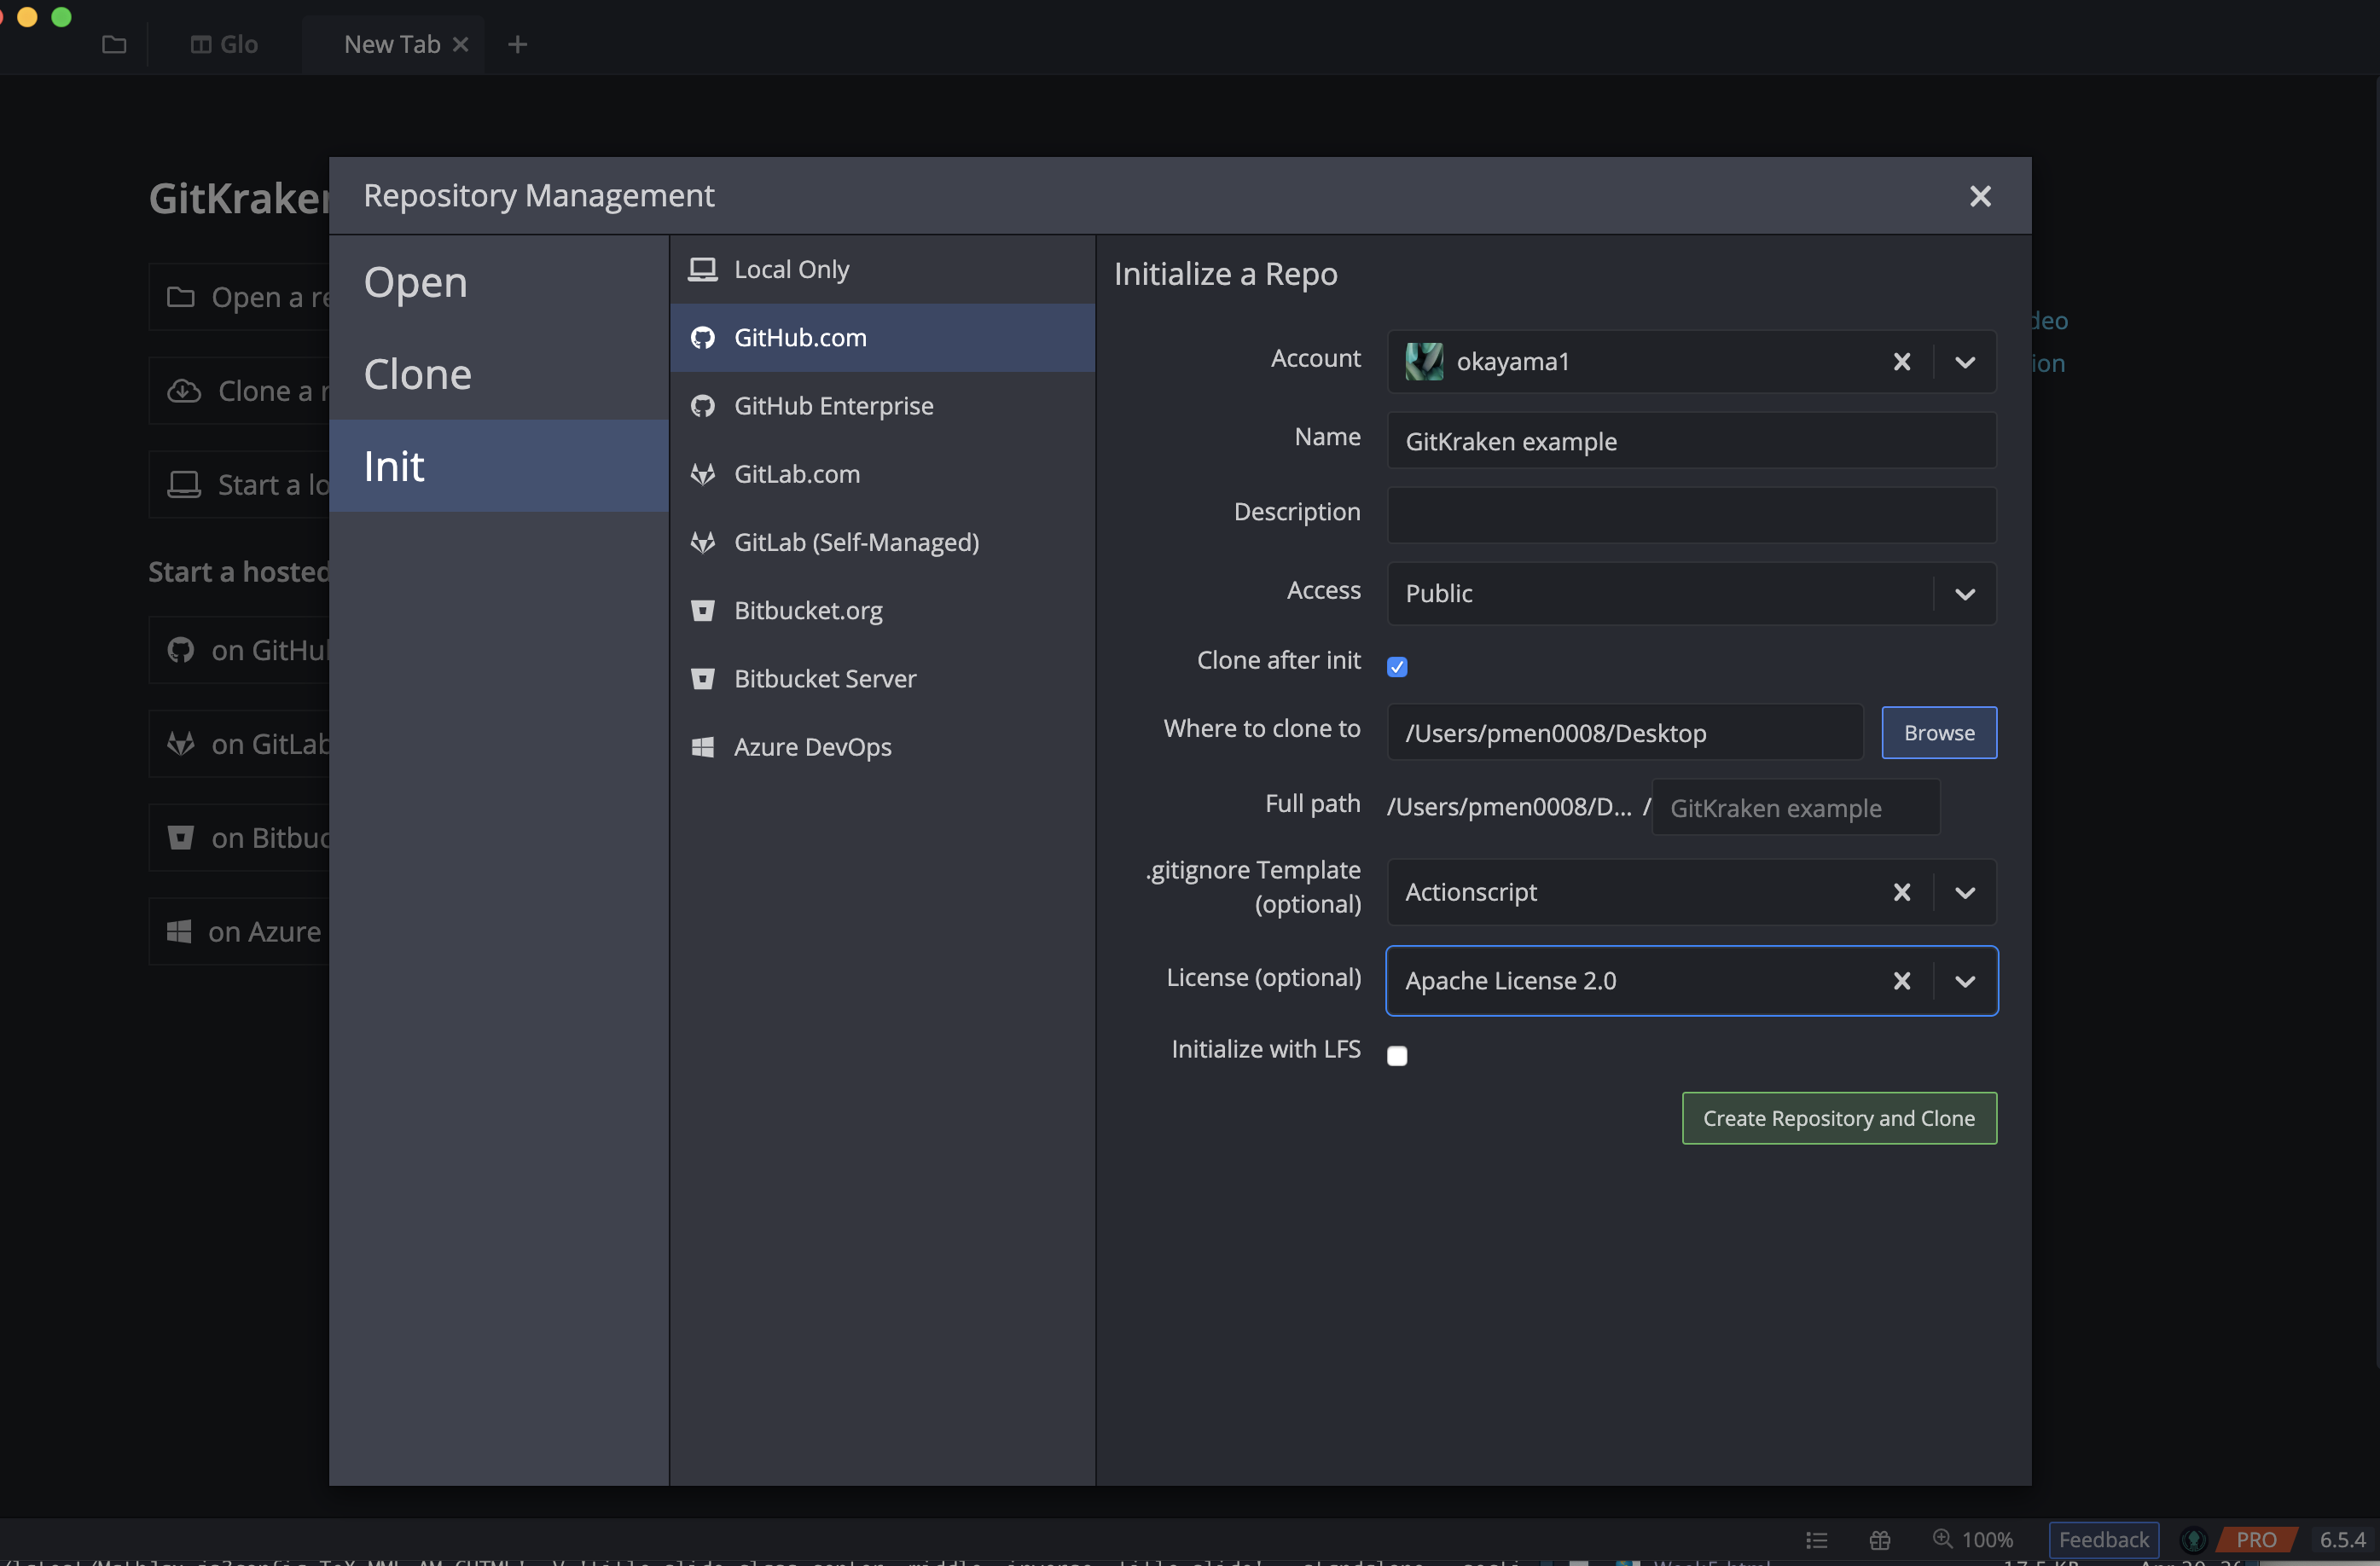 Glo
New Tab
GitKraken
Repository Management
Open a re
Clone a r
Start a lo
Start a hosted
on GitHu
on GitLab
on Bitbuc
on Azure
Open
Clone
Init
Local Only
GitHub.com
GitHub Enterprise
GitLab.com
GitLab (Self-Managed)
Bitbucket.org
Bitbucket Server
Azure DevOps
Initialize a Repo
Account okayama1
Name GitKraken example
Description
Access Public
Clone after init
Where to clone to /Users/pmen0008/Desktop Browse
Full path /Users/pmen0008/D... / GitKraken example
.gitignore Template
(optional) Actionscript
License (optional) Apache License 2.0
Initialize with LFS
Create Repository and Clone
deo
ion
100% Feedback PRO 6.5.4